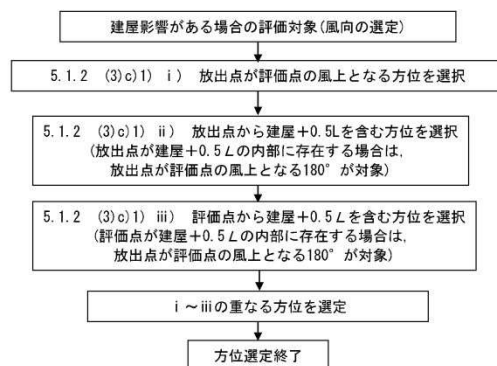 建屋影響がある場合の評価対象(風向の選定)
5.1.2 (3)c)1) ⅰ) 放出点が評価点の風上となる方位を選択
5.1.2 (3)c)1) ⅱ) 放出点から建屋+0.5Lを含む方位を選択
(放出点が建屋+0.5Lの内部に存在する場合は,
放出点が評価点の風上となる180°が対象)
5.1.2 (3)c)1) ⅲ) 評価点から建屋+0.5Lを含む方位を選択
(評価点が建屋+0.5Lの内部に存在する場合は,
放出点が評価点の風上となる180°が対象)
ⅰ~ⅲの重なる方位を選定
方位選定終了